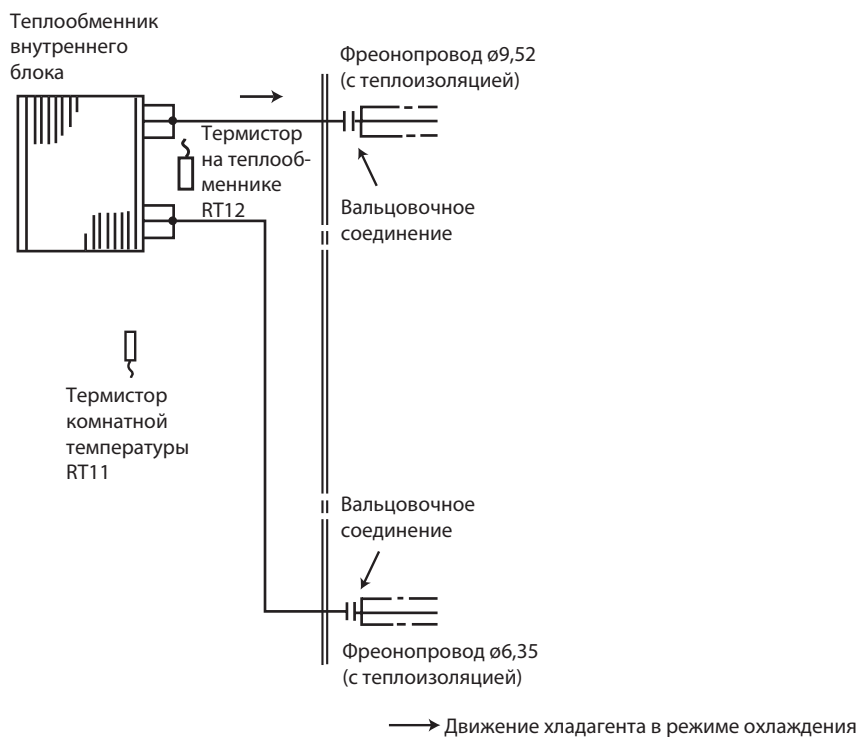 Теплообменник
внутреннего
блока
Фреонопровод ø9,52
(с теплоизоляцией)
Термистор
на теплооб-
меннике
RT12
Вальцовочное
соединение
Термистор
комнатной
температуры
RT11
Вальцовочное
соединение
Фреонопровод ø6,35
(с теплоизоляцией)
Движение хладагента в режиме охлаждения